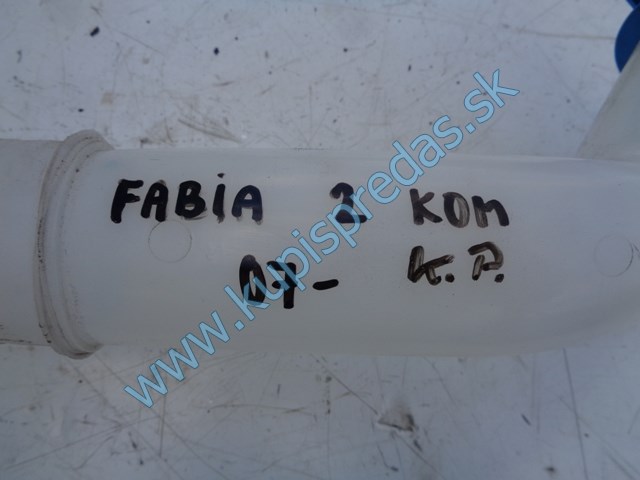 FABiA 2 KOM
07- K.P.
www.kupispredas.sk